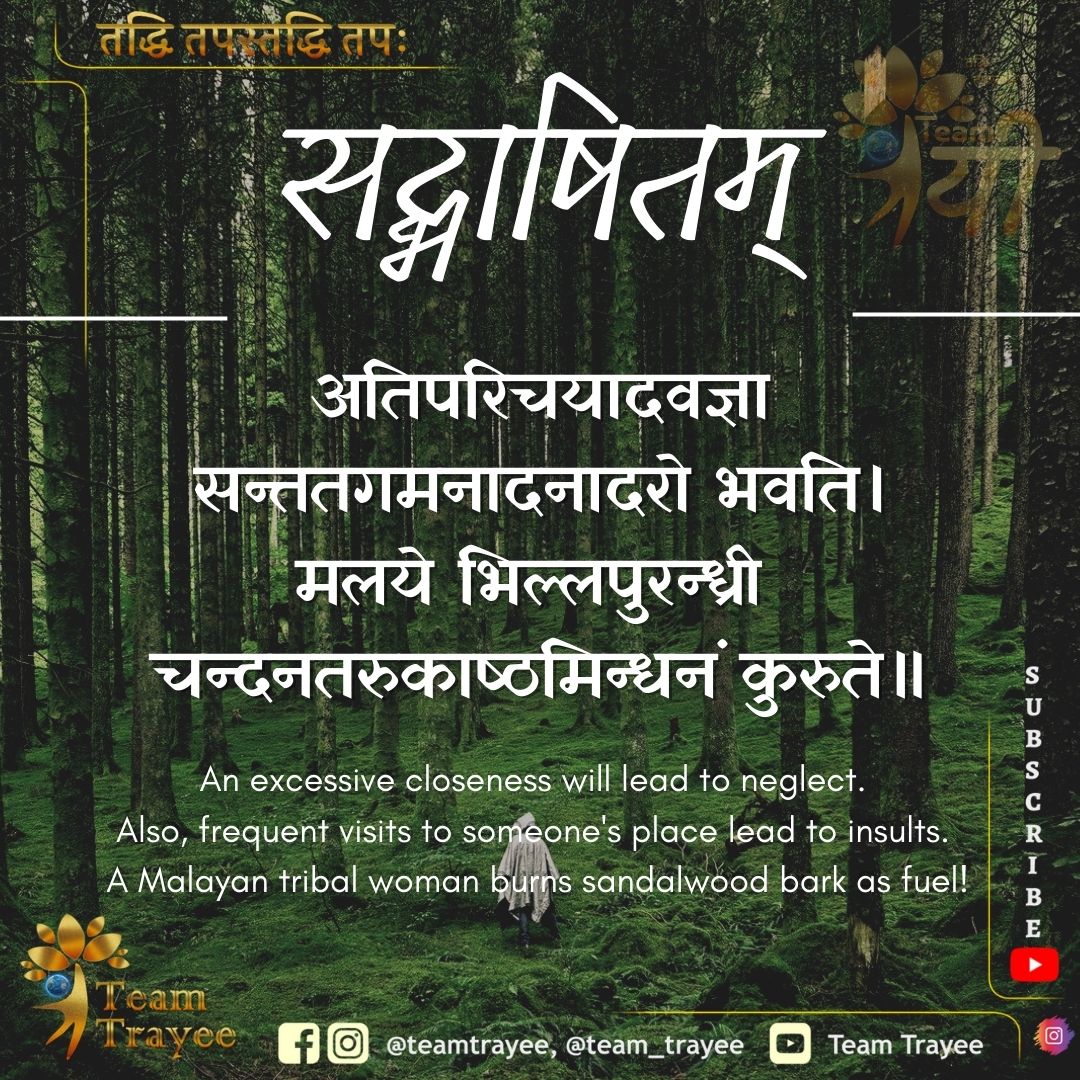 तद्धि तपस्तद्धि तपः
Team
त्रयी
सद्भाषितम्
अतिपरिचयादवज्ञा
सन्ततगमनादनादरो भवति।
मलये भिल्लपुरन्ध्री
चन्दनतरुकाष्ठमिन्धनं कुरुते॥
An excessive closeness will lead to neglect.
Also, frequent visits to someone's place lead to insults.
A Malayan tribal woman burns sandalwood bark as fuel!
SUBSCRIBE
Team
Trayee
@teamtrayee, @team_trayee Team Trayee